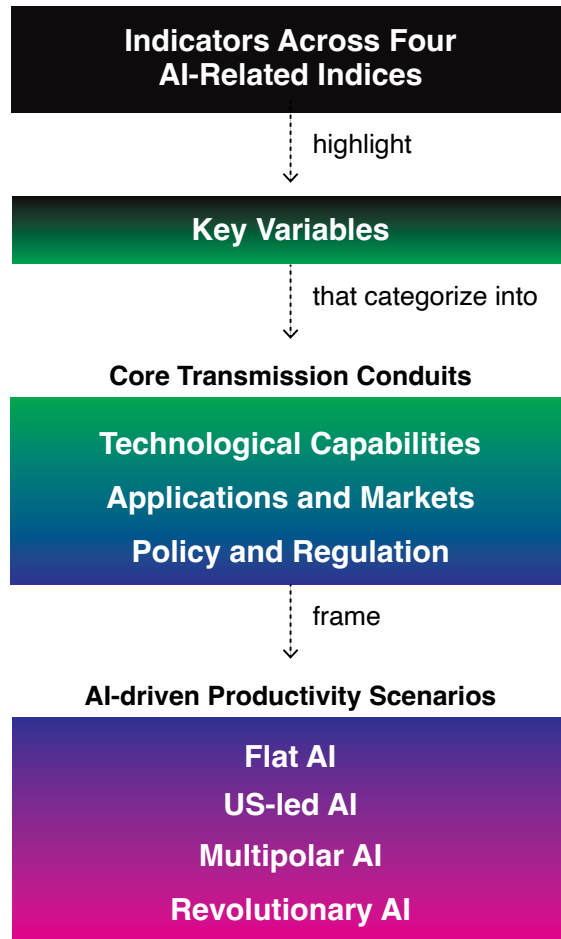 Indicators Across Four
AI-Related Indices
highlight
Key Variables
that categorize into
Core Transmission Conduits
Technological Capabilities
Applications and Markets
Policy and Regulation
frame
AI-driven Productivity Scenarios
Flat AI
US-led AI
Multipolar AI
Revolutionary AI